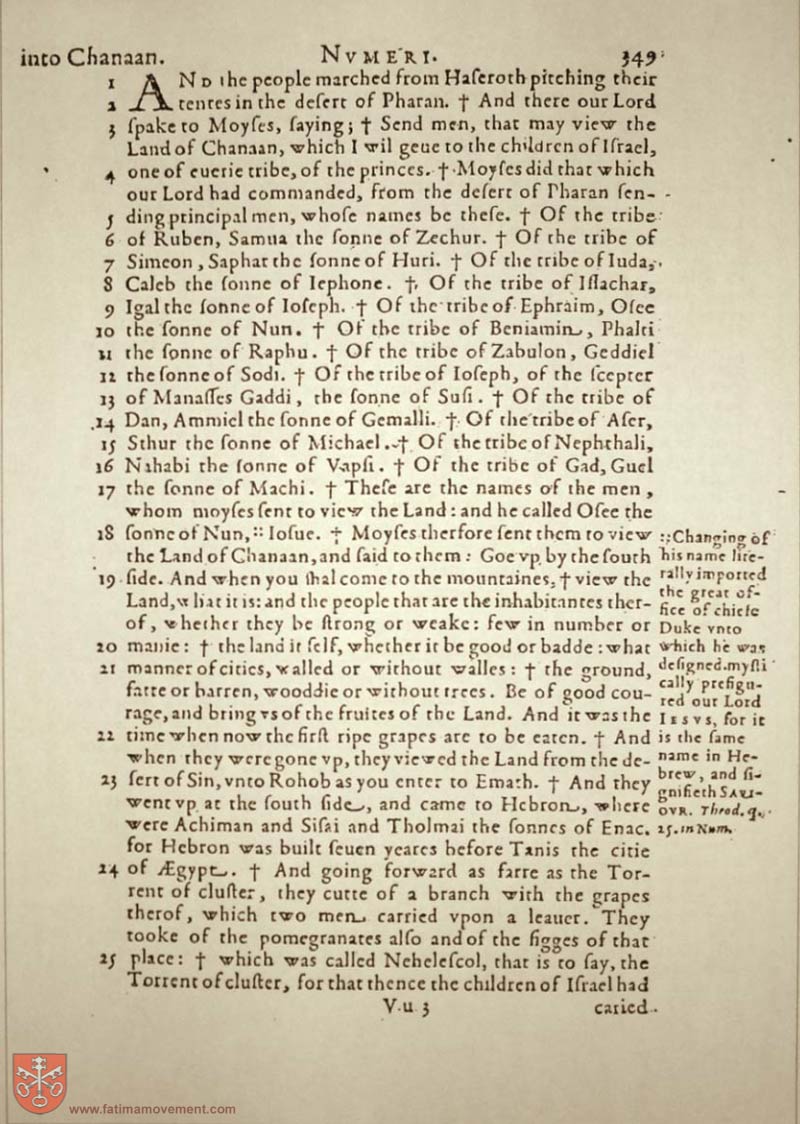 into Chanaan. NVMERI. 349
1 AND the people marched from Haſeroth pitching their
2 tentes in the deſert of Pharan. † And there our Lord
3 ſpake to Moyſes, ſaying; † Send men, that may view the
Land of Chanaan, which I wil geue to the children of Iſrael,
4 one of euerie tribe, of the princes. † Moyſes did that which
our Lord had commanded, from the deſert of Pharan ſen-
5 ding principal men, whoſe names be theſe. † Of the tribe
6 of Ruben, Samua the ſonne of Zechur. † Of the tribe of
7 Simeon, Saphat the ſonne of Huri. † Of the tribe of Iuda,
8 Caleb the ſonne of Iephone. † Of the tribe of Iſſachar,
9 Igal the ſonne of Ioſeph. † Of the tribe of Ephraim, Oſee
10 the ſonne of Nun. † Of the tribe of Beniamin, Phalti
11 the ſonne of Raphu. † Of the tribe of Zabulon, Geddiel
12 the ſonne of Sodi. † Of the tribe of Ioſeph, of the ſcepter
13 of Manaſſes Gaddi, the ſonne of Suſi. † Of the tribe of
14 Dan, Ammiel the ſonne of Gemalli. † Of the tribe of Aſer,
15 Sthur the ſonne of Michael. † Of the tribe of Nephthali,
16 Nahabi the ſonne of Vapſi. † Of the tribe of Gad, Guel
17 the ſonne of Machi. † Theſe are the names of the men,
whom moyſes ſent to view the Land: and he called Oſee the
18 ſonne of Nun, :: Ioſue. † Moyſes therfore ſent them to view
the Land of Chanaan, and ſaid to them: Goe vp by the ſouth
19 ſide. And when you ſhal come to the mountaines, † view the
Land, what it is: and the people that are the inhabitantes ther-
of, whether they be ſtrong or weake: few in number or
20 manie: † the land it ſelf, whether it be good or badde: what
21 manner of cities, walled or without walles: † the ground,
fatte or barren, wooddie or without trees. Be of good cou-
rage, and bring vs of the fruites of the Land. And it was the
22 time when now the firſt ripe grapes are to be eaten. † And
when they were gone vp, they viewed the Land from the de-
23 ſert of Sin, vnto Rohob as you enter to Emath. † And they
went vp at the ſouth ſide, and came to Hebron, where
were Achiman and Siſai and Tholmai the ſonnes of Enac.
for Hebron was built ſeuen yeares before Tanis the citie
24 of Ægypt. † And going forward as farre as the Tor-
rent of cluſter, they cutte of a branch with the grapes
therof, which two men carried vpon a leauer. They
tooke of the pomegranates alſo and of the figges of that
25 place: † which was called Neheleſcol, that is to ſay, the
Torrent of cluſter, for that thence the children of Iſrael had
V u 3 caried
:: Changing of
his name lite-
rally imported
the great of-
fice of chiefe
Duke vnto
which he was
deſigned. myſti
cally prefigu-
red our Lord
IESVS, for it
is the ſame
name in He-
brew, and ſi-
gnifieth SAVI-
OVR. Theod. q.
25. in Num.
www.fatimamovement.com